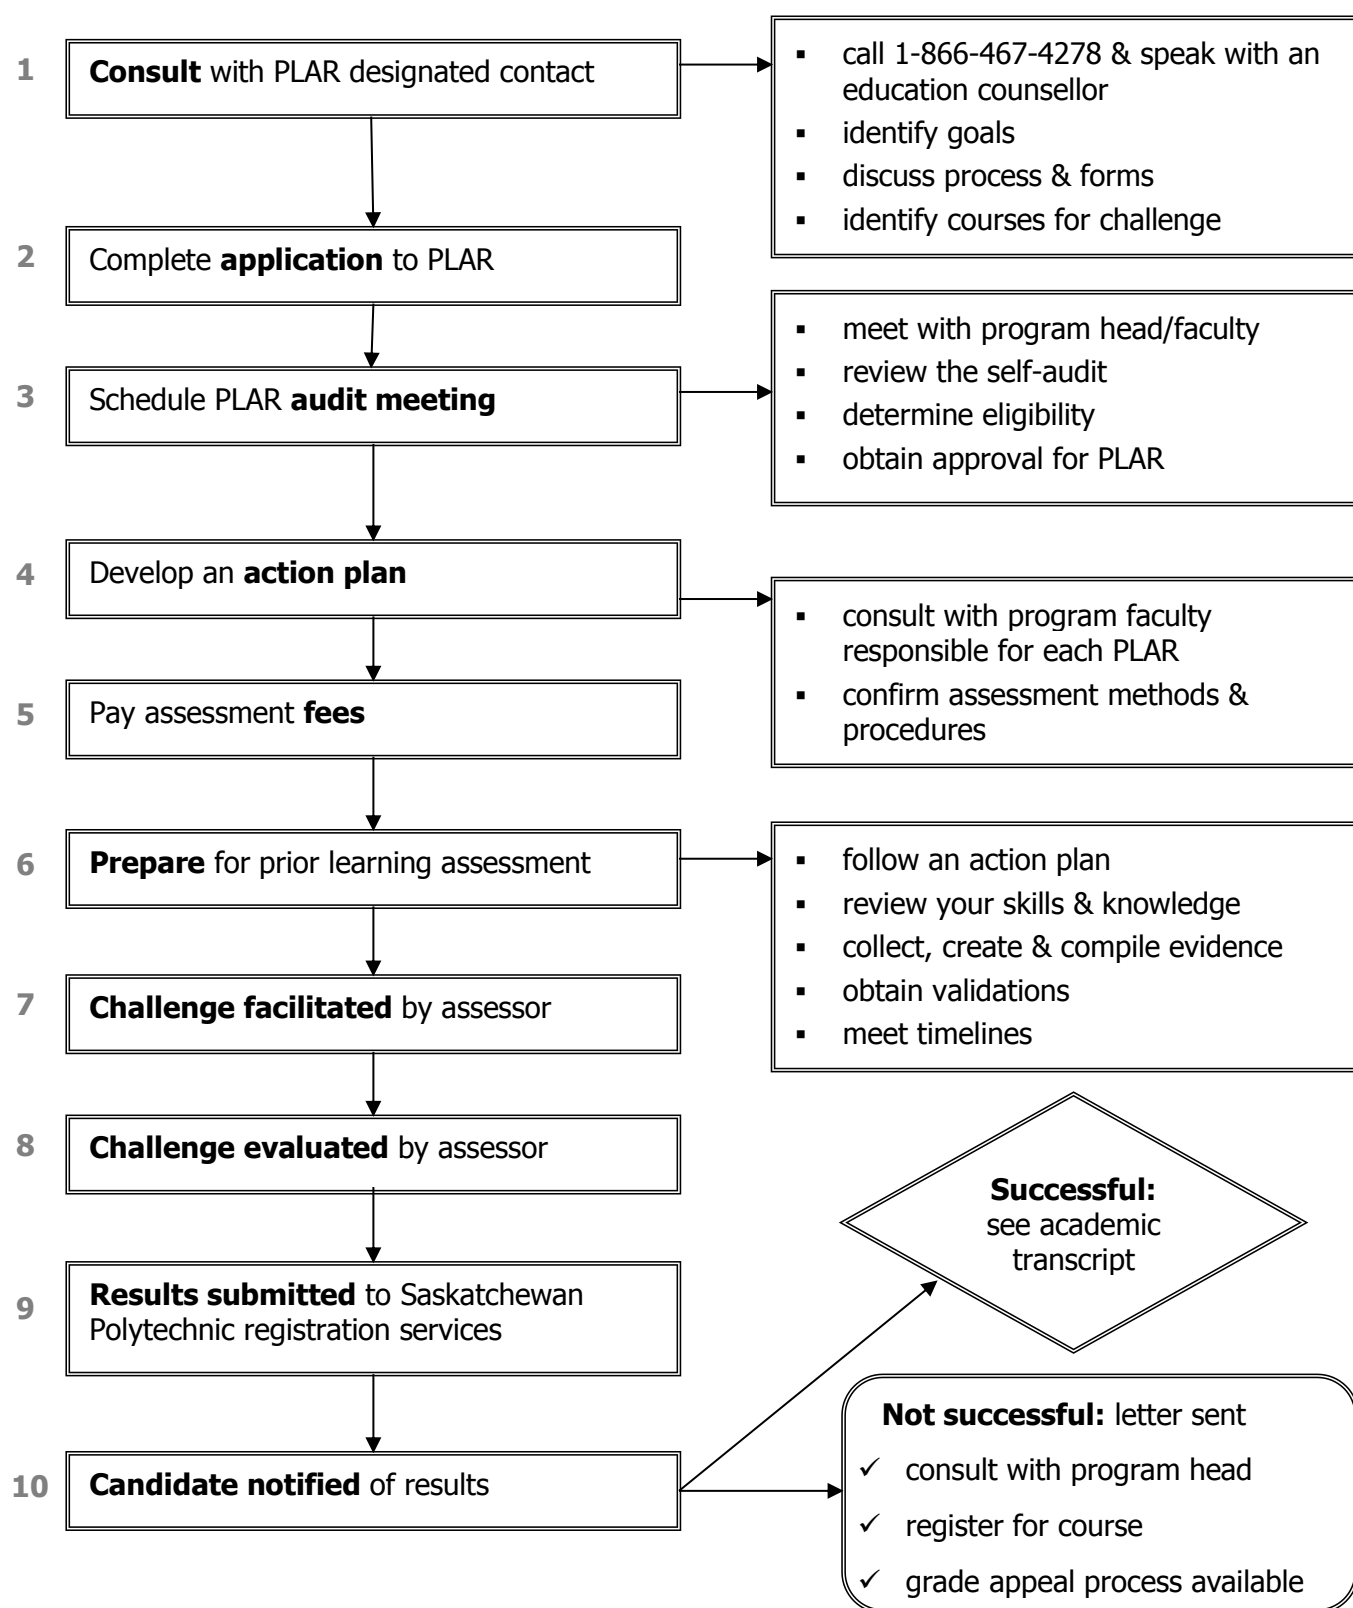 1
Consult with PLAR designated contact
▪ call 1-866-467-4278 & speak with an
education counsellor
▪ identify goals
▪ discuss process & forms
▪ identify courses for challenge
2
Complete application to PLAR
3
Schedule PLAR audit meeting
▪ meet with program head/faculty
▪ review the self-audit
▪ determine eligibility
▪ obtain approval for PLAR
4
Develop an action plan
▪ consult with program faculty
responsible for each PLAR
▪ confirm assessment methods &
procedures
5
Pay assessment fees
6
Prepare for prior learning assessment
▪ follow an action plan
▪ review your skills & knowledge
▪ collect, create & compile evidence
▪ obtain validations
▪ meet timelines
7
Challenge facilitated by assessor
8
Challenge evaluated by assessor
9
Results submitted to Saskatchewan
Polytechnic registration services
10
Candidate notified of results
Successful:
see academic
transcript
Not successful: letter sent
✓ consult with program head
✓ register for course
✓ grade appeal process available